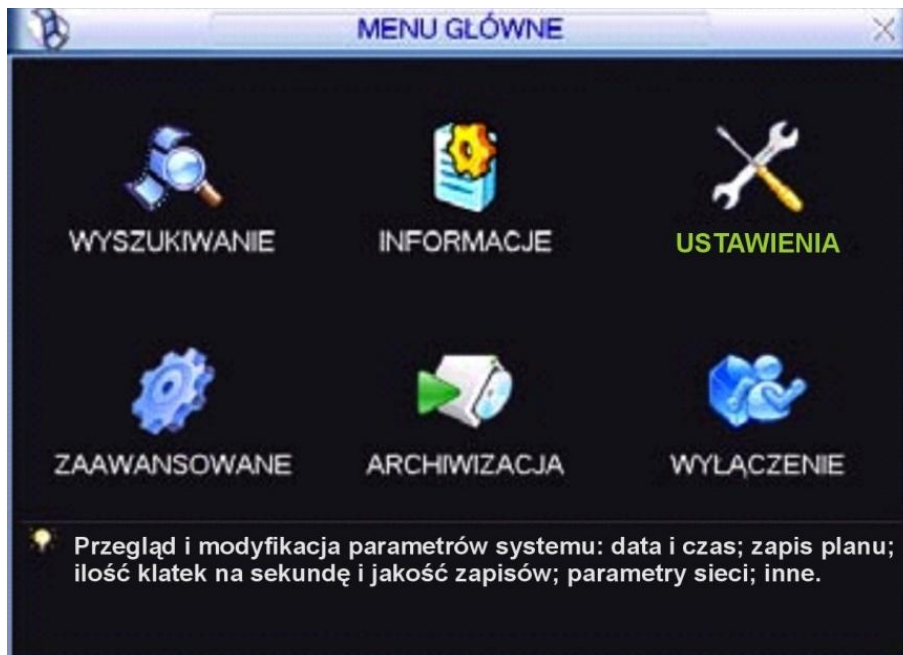 MENU GŁÓWNE
WYSZUKIWANIE
INFORMACJE
USTAWIENIA
ZAAWANSOWANE
ARCHIWIZACJA
WYŁĄCZENIE
Przegląd i modyfikacja parametrów systemu: data i czas; zapis planu;
ilość klatek na sekundę i jakość zapisów; parametry sieci; inne.